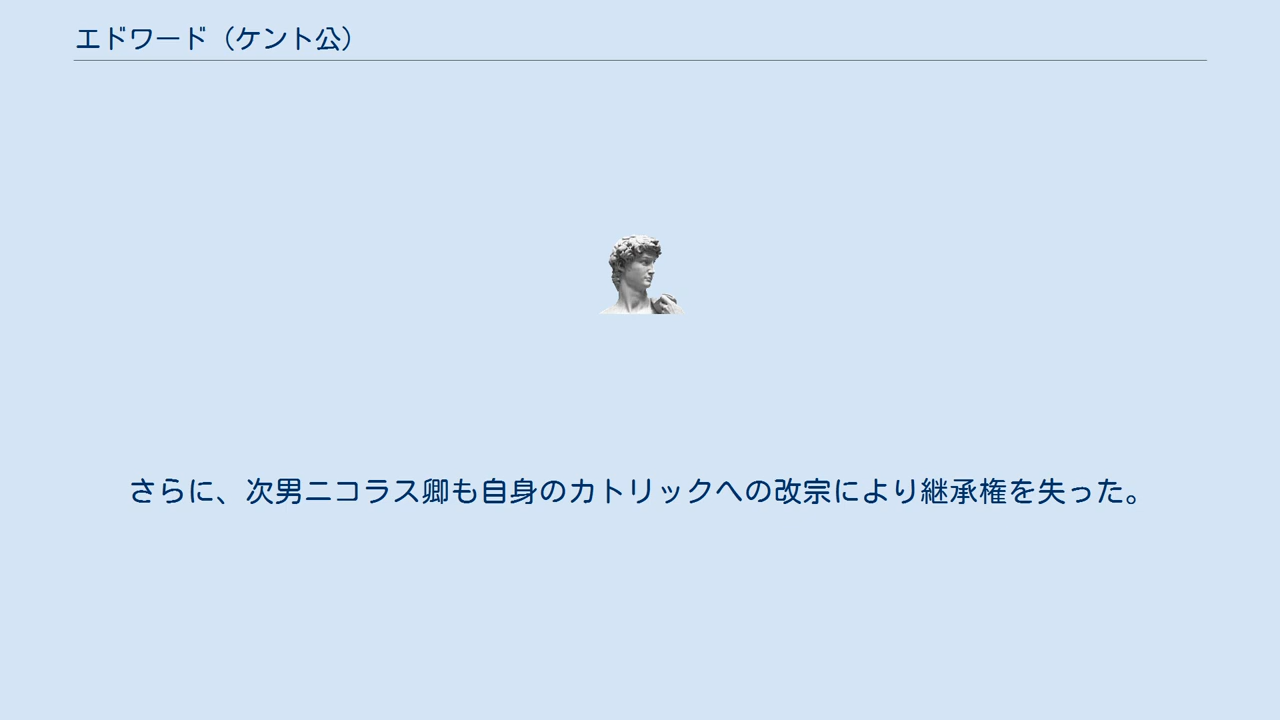 エドワード（ケント公）
さらに、次男ニコラス卿も自身のカトリックへの改宗により継承権を失った。